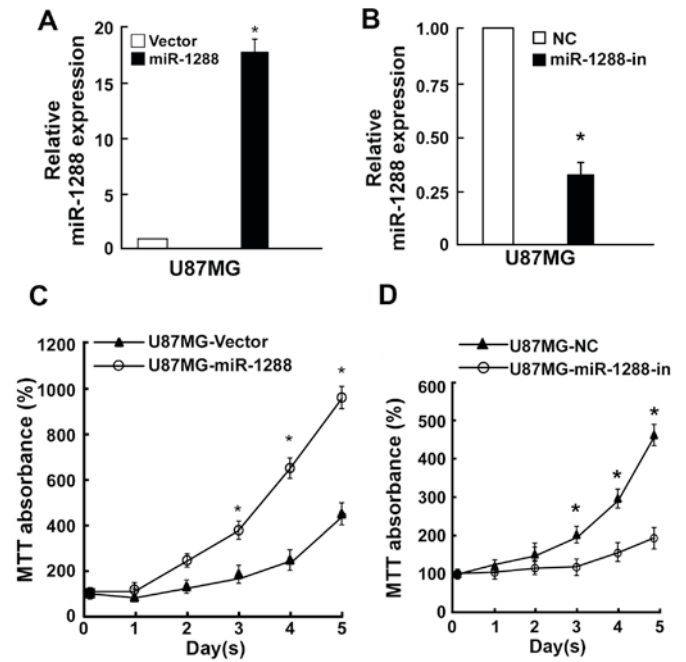 A
Vector
miR-1288
*
Relative
miR-1288 expression
20
15
10
5
0
U87MG
B
NC
miR-1288-in
*
Relative
miR-1288 expression
1.00
0.75
0.50
0.25
0
U87MG
C
U87MG-Vector
U87MG-miR-1288
MTT absorbance (%)
1200
1000
800
600
400
200
0
* * *
0 1 2 3 4 5
Day(s)
D
U87MG-NC
U87MG-miR-1288-in
MTT absorbance (%)
600
500
400
300
200
100
0
* * *
0 1 2 3 4 5
Day(s)